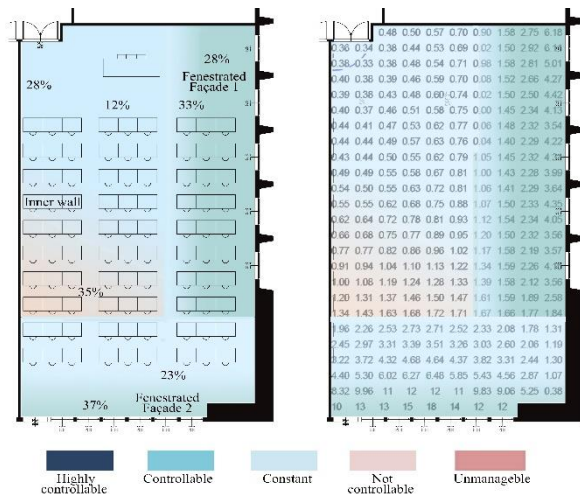 28%
Fenestrated
Façade 1
28%
12%
33%
Inner wall
35%
23%
37%
Fenestrated
Façade 2
0.48 0.50 0.57 0.70 0.90 1.58 2.75 6.18
0.36 0.34 0.38 0.44 0.53 0.69 0.02 1.50 2.92
0.38 0.33 0.38 0.48 0.54 0.71 0.98 1.58 2.81 5.01
0.40 0.38 0.39 0.46 0.59 0.70 0.08 1.52 2.66 4.27
0.39 0.38 0.43 0.48 0.60 0.74 0.02 1.50 2.50 4.42
0.40 0.37 0.46 0.51 0.58 0.75 0.00 1.45 2.34 4.13
0.44 0.41 0.47 0.53 0.62 0.77 1.06 1.48 2.32 3.54
0.44 0.44 0.49 0.57 0.63 0.76 1.04 1.40 2.29 4.22
0.43 0.44 0.50 0.55 0.62 0.79 1.05 1.45 2.32
0.49 0.49 0.55 0.58 0.67 0.81 1.00 1.43 2.28 3.99
0.54 0.50 0.55 0.63 0.72 0.81 1.06 1.41 2.29 3.64
0.55 0.55 0.62 0.68 0.75 0.88 1.07 1.50 2.33 4.35
0.62 0.64 0.72 0.78 0.81 0.93 1.12 1.54 2.34 4.05
0.66 0.68 0.75 0.77 0.89 0.95 1.20 1.50 2.32 3.56
0.77 0.77 0.82 0.86 0.96 1.02 1.17 1.58 2.19 3.57
0.91 0.94 1.04 1.10 1.13 1.22 1.34 1.59 2.26
1.00 1.06 1.19 1.24 1.28 1.33 1.39 1.58 2.12 3.56
1.20 1.31 1.37 1.46 1.50 1.47 1.61 1.59 1.89 2.58
1.34 1.43 1.63 1.68 1.72 1.71 1.67 1.66 1.77 1.84
1.96 2.26 2.53 2.73 2.71 2.52 2.33 2.08 1.78 1.31
2.45 2.97 3.31 3.39 3.51 3.26 3.03 2.60 2.06 1.19
3.22 3.72 4.32 4.68 4.64 4.37 3.82 3.31 2.44 1.30
4.40 5.30 6.02 6.27 6.48 5.85 5.43 4.56 2.87 1.07
8.32 9.96 11 12 12 11 9.83 9.06 5.25 0.38
10 13 13 15 18 14 12 12
Highly
controllable
Controllable
Constant
Not
controllable
Unmanageble